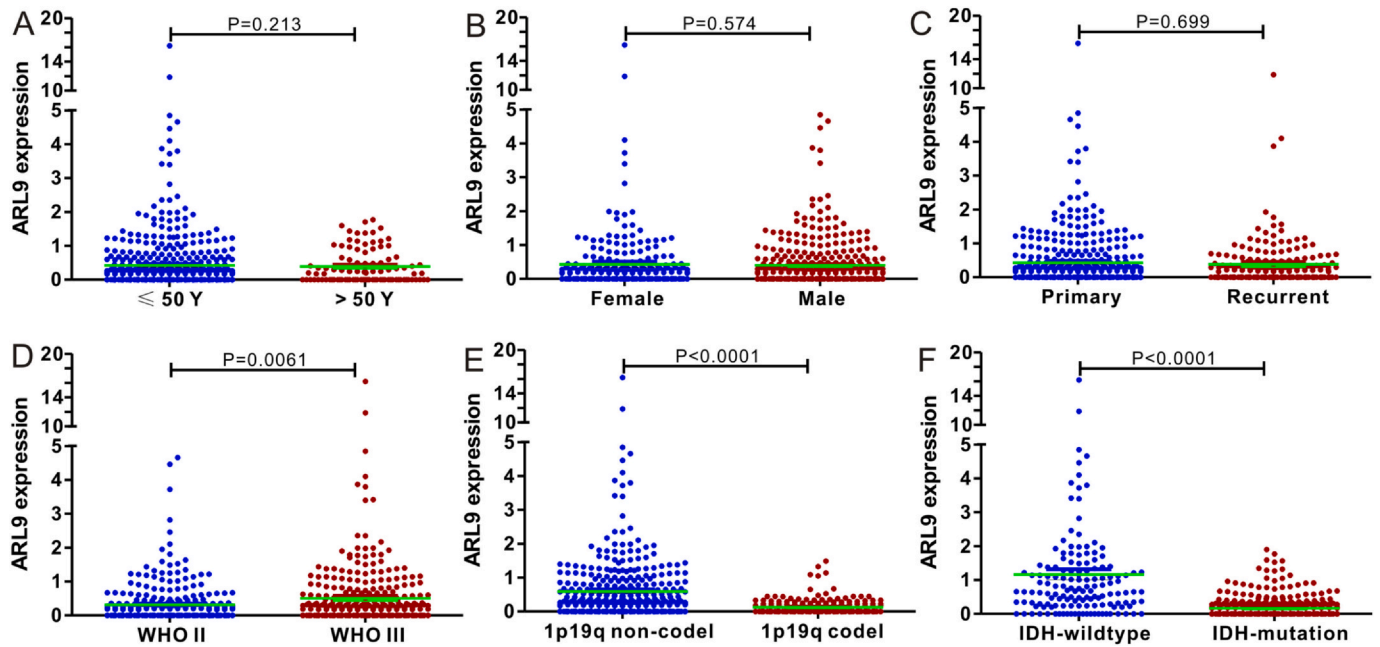 A
P=0.213
ARL9 expression
20
14
10
5
4
3
2
1
0
≤ 50 Y
> 50 Y
B
P=0.574
ARL9 expression
20
14
10
5
4
3
2
1
0
Female
Male
C
P=0.699
ARL9 expression
20
14
10
5
4
3
2
1
0
Primary
Recurrent
D
P=0.0061
ARL9 expression
20
14
10
5
4
3
2
1
0
WHO II
WHO III
E
P<0.0001
ARL9 expression
20
14
10
5
4
3
2
1
0
1p19q non-codel
1p19q codel
F
P<0.0001
ARL9 expression
20
14
10
5
4
3
2
1
0
IDH-wildtype
IDH-mutation